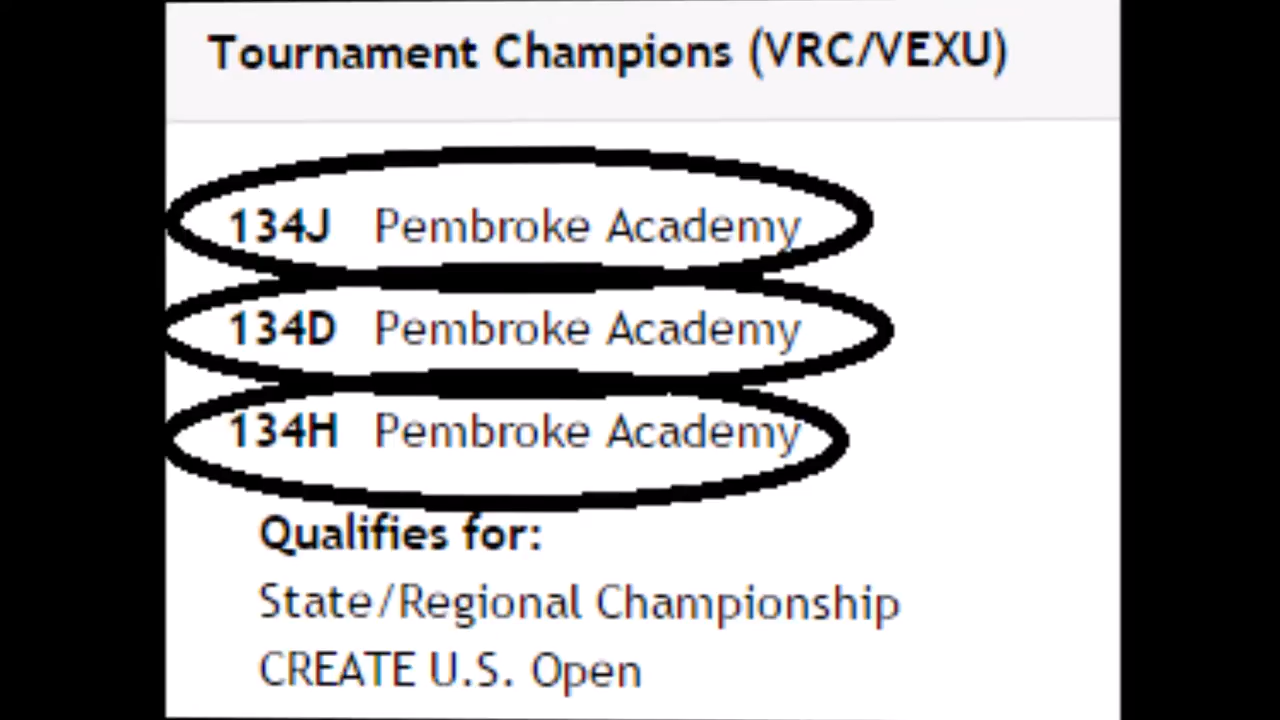 Tournament Champions (VRC/VEXU)
134J Pembroke Academy
134D Pembroke Academy
134H Pembroke Academy
Qualifies for:
State/Regional Championship
CREATE U.S. Open